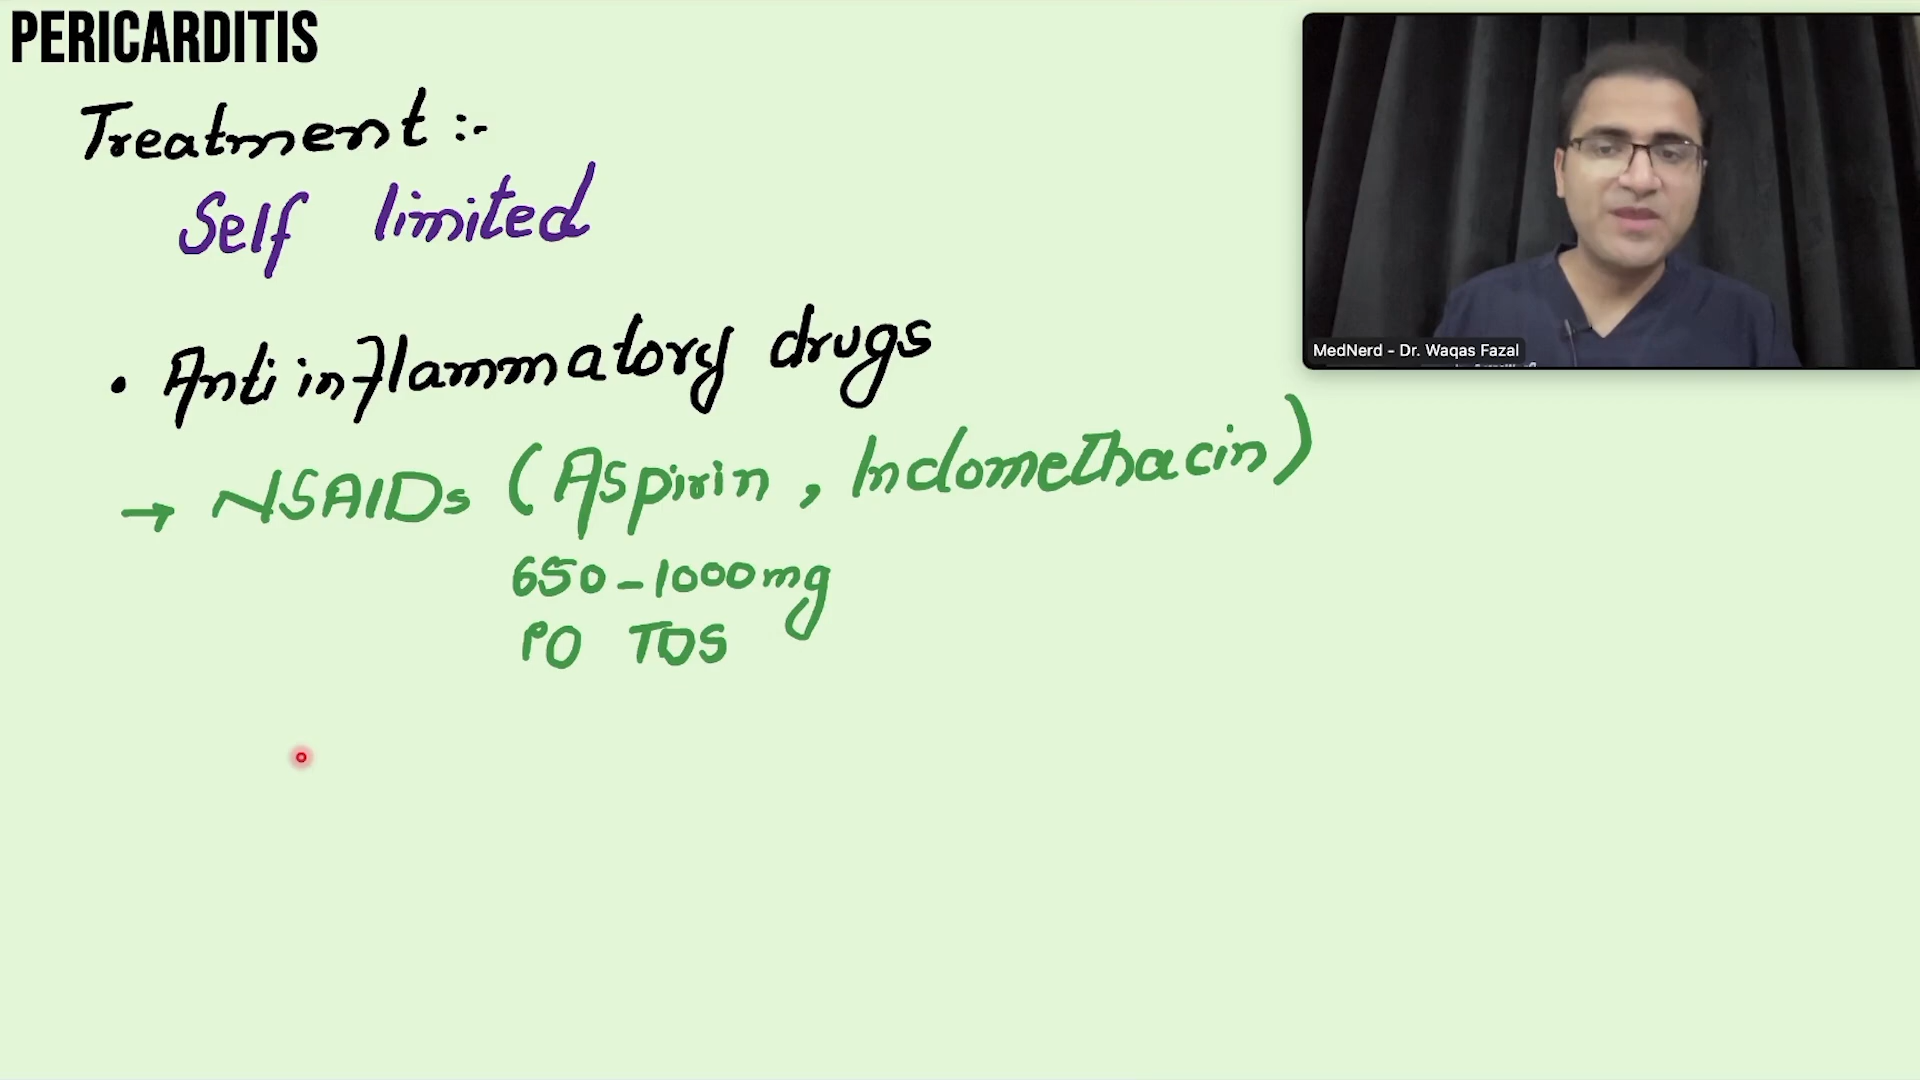 PERICARDITIS
Treatment :-
Self limited
• Anti inflammatory drugs
→ NSAIDs (Aspirin, Indomethacin)
650-1000mg
PO TDS
MedNerd - Dr. Waqas Fazal